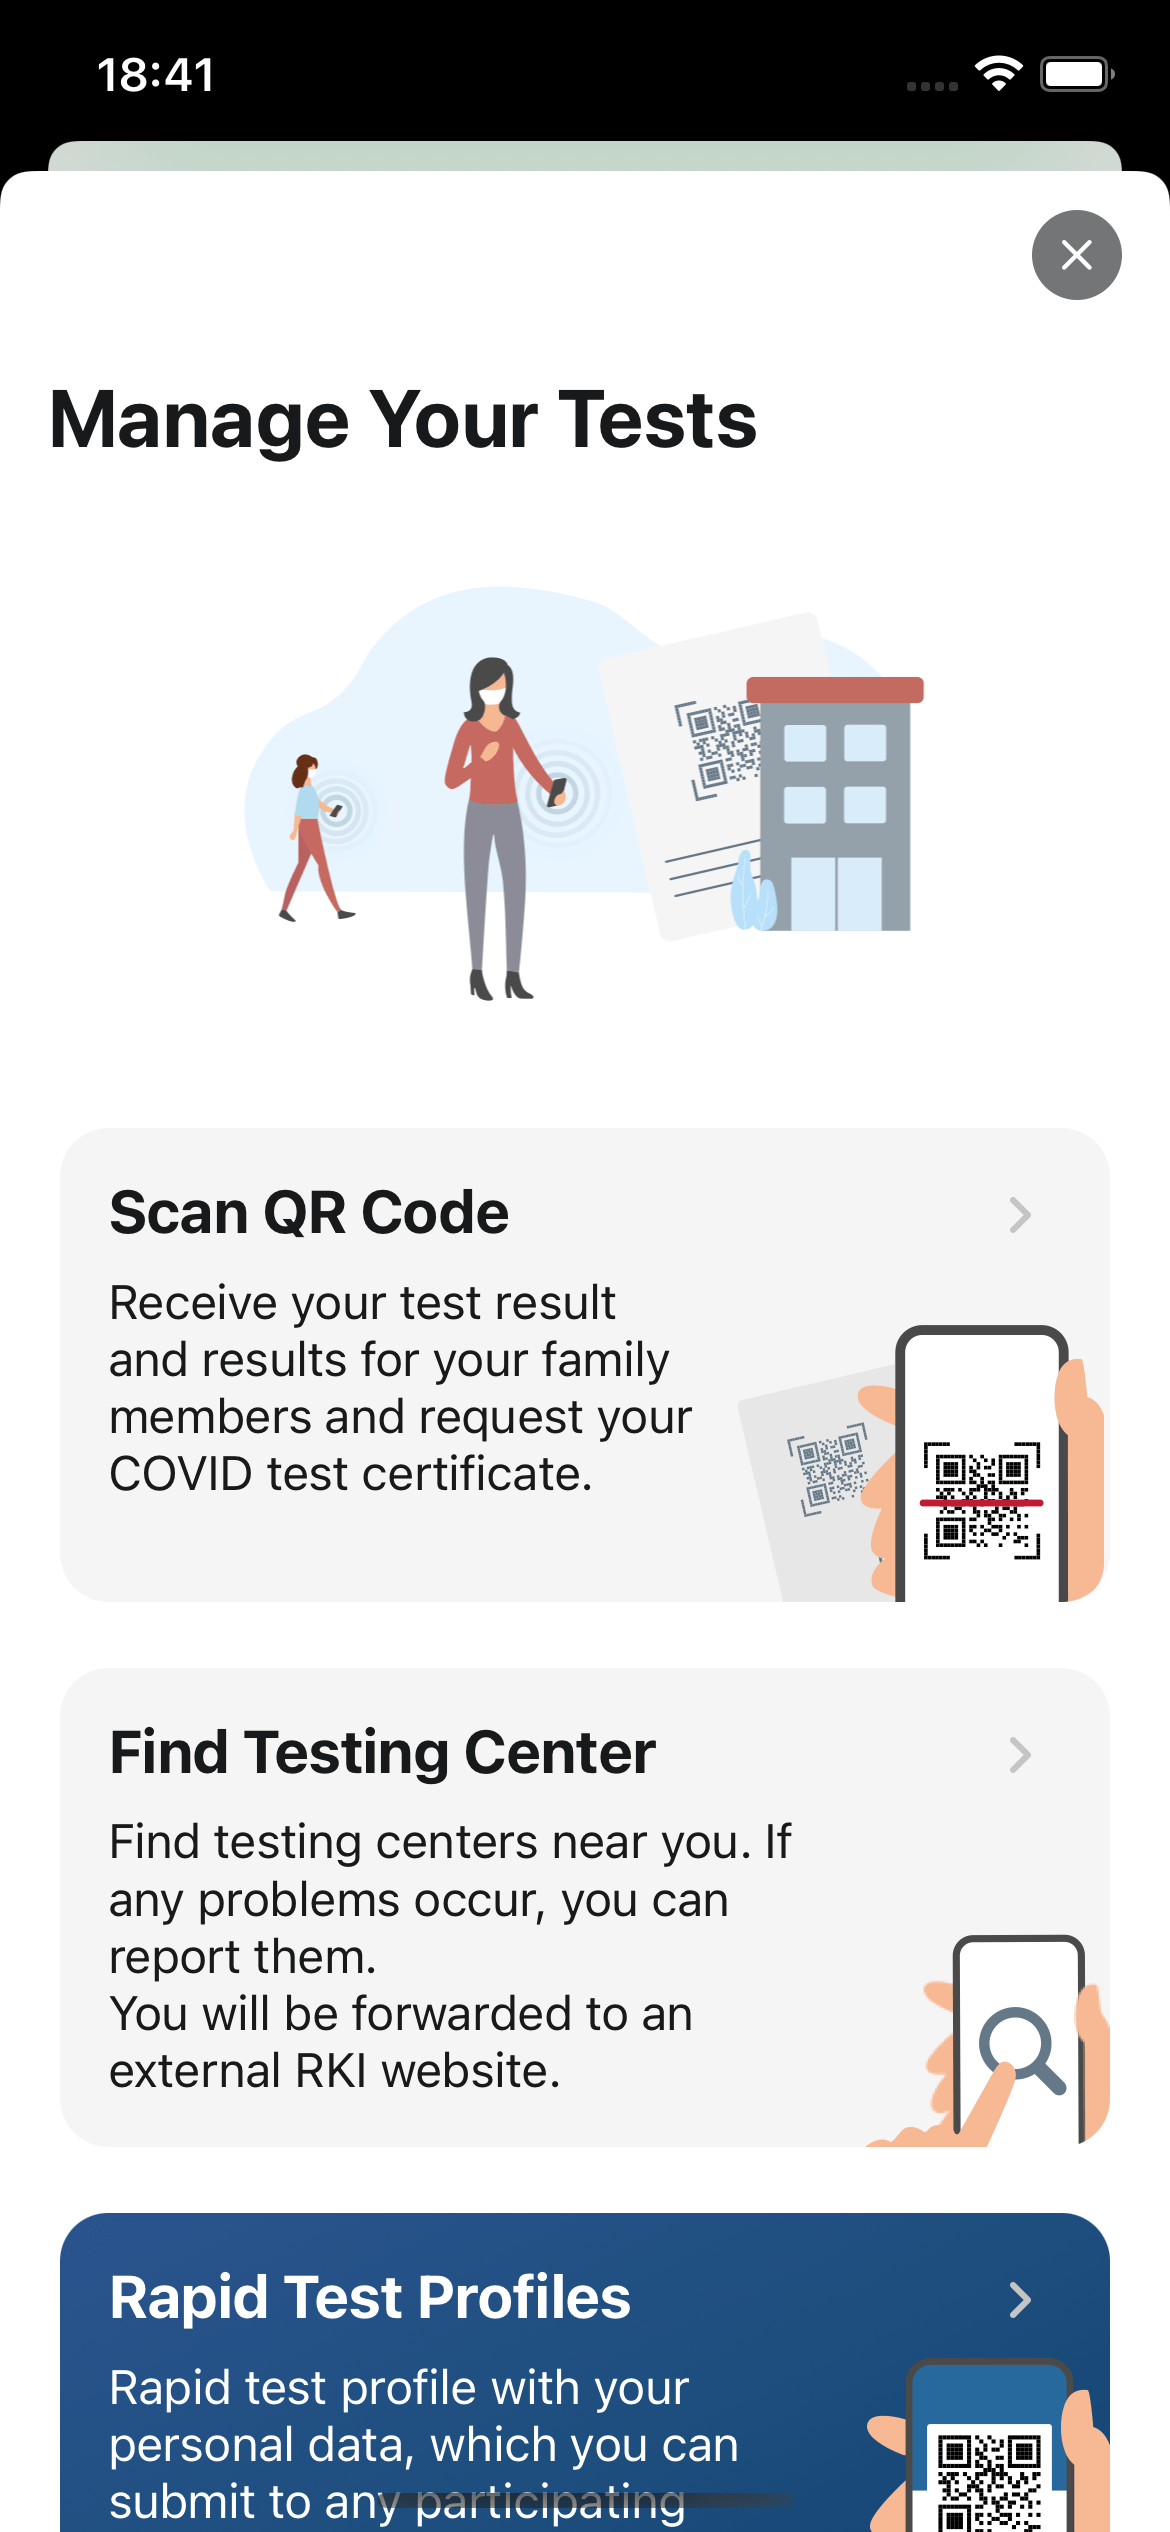 18:41
Manage Your Tests
Scan QR Code
Receive your test result
and results for your family
members and request your
COVID test certificate.
Find Testing Center
Find testing centers near you. If
any problems occur, you can
report them.
You will be forwarded to an
external RKI website.
Rapid Test Profiles
Rapid test profile with your
personal data, which you can
submit to any participating